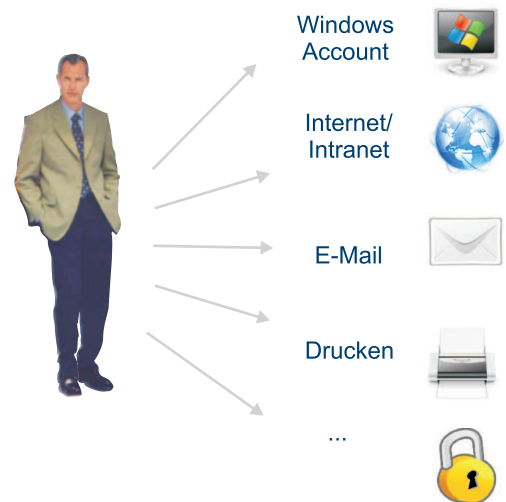 Windows
Account
Internet/
Intranet
E-Mail
Drucken
...